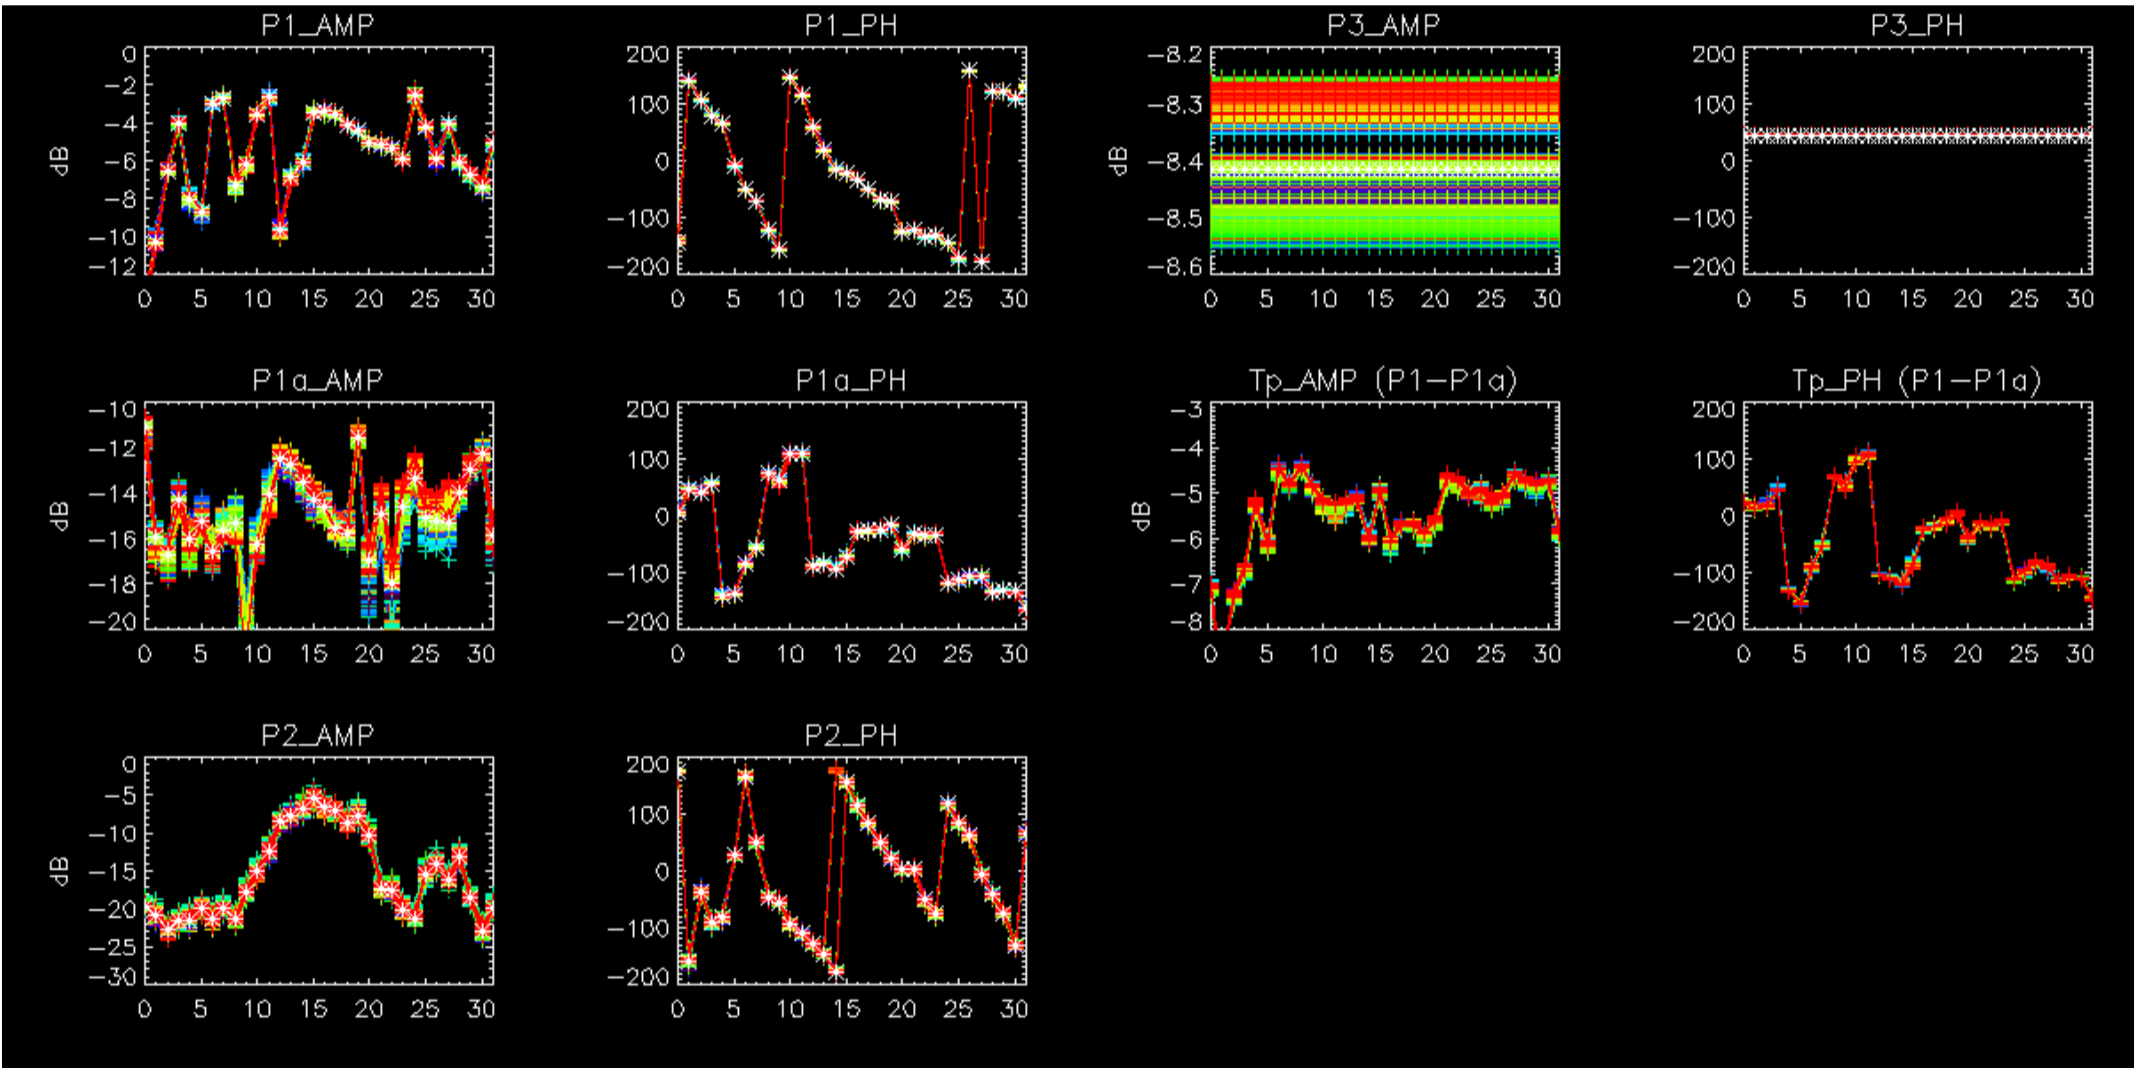 P1_AMP
P1_PH
P3_AMP
P3_PH
0
-2
-4
-6
-8
-10
-12
dB
0 5 10 15 20 25 30
200
100
0
-100
-200
0 5 10 15 20 25 30
-8.2
-8.3
-8.4
-8.5
-8.6
dB
0 5 10 15 20 25 30
200
100
0
-100
-200
0 5 10 15 20 25 30
P1a_AMP
P1a_PH
Tp_AMP (P1-P1a)
Tp_PH (P1-P1a)
-10
-12
-14
-16
-18
-20
dB
0 5 10 15 20 25 30
200
100
0
-100
-200
0 5 10 15 20 25 30
-3
-4
-5
-6
-7
-8
dB
0 5 10 15 20 25 30
200
100
0
-100
-200
0 5 10 15 20 25 30
P2_AMP
P2_PH
0
-5
-10
-15
-20
-25
-30
dB
0 5 10 15 20 25 30
200
100
0
-100
-200
0 5 10 15 20 25 30